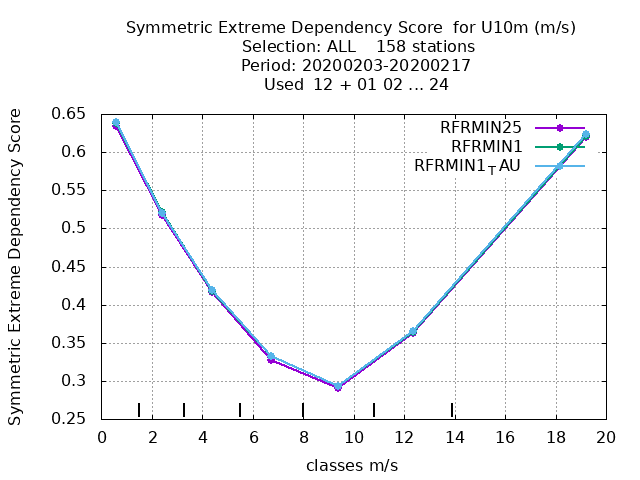 Symmetric Extreme Dependency Score  for U10m (m/s)
Selection: ALL    158 stations
Period: 20200203-20200217
Used  12 + 01 02 ... 24
Symmetric Extreme Dependency Score
0.65
0.6
0.55
0.5
0.45
0.4
0.35
0.3
0.25
RFRMIN25
RFRMIN1
RFRMIN1TAU
0 2 4 6 8 10 12 14 16 18 20
classes m/s